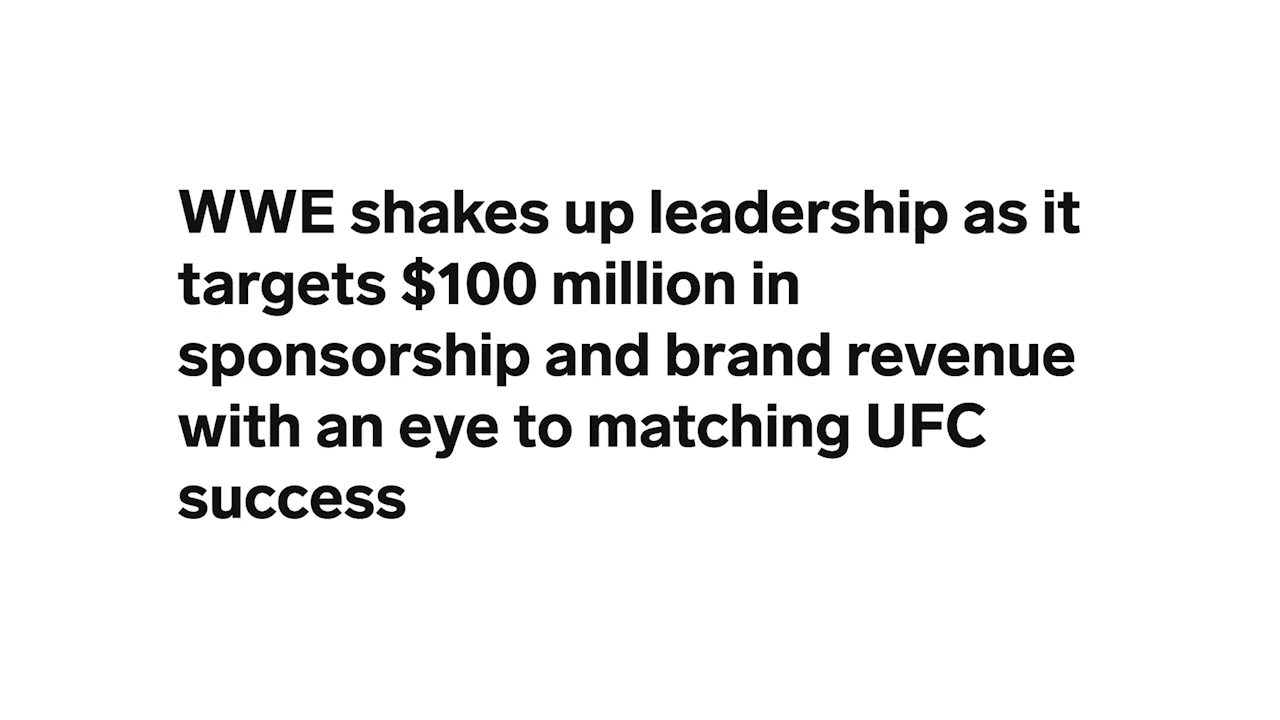 WWE shakes up leadership as it
targets $100 million in
sponsorship and brand revenue
with an eye to matching UFC
success